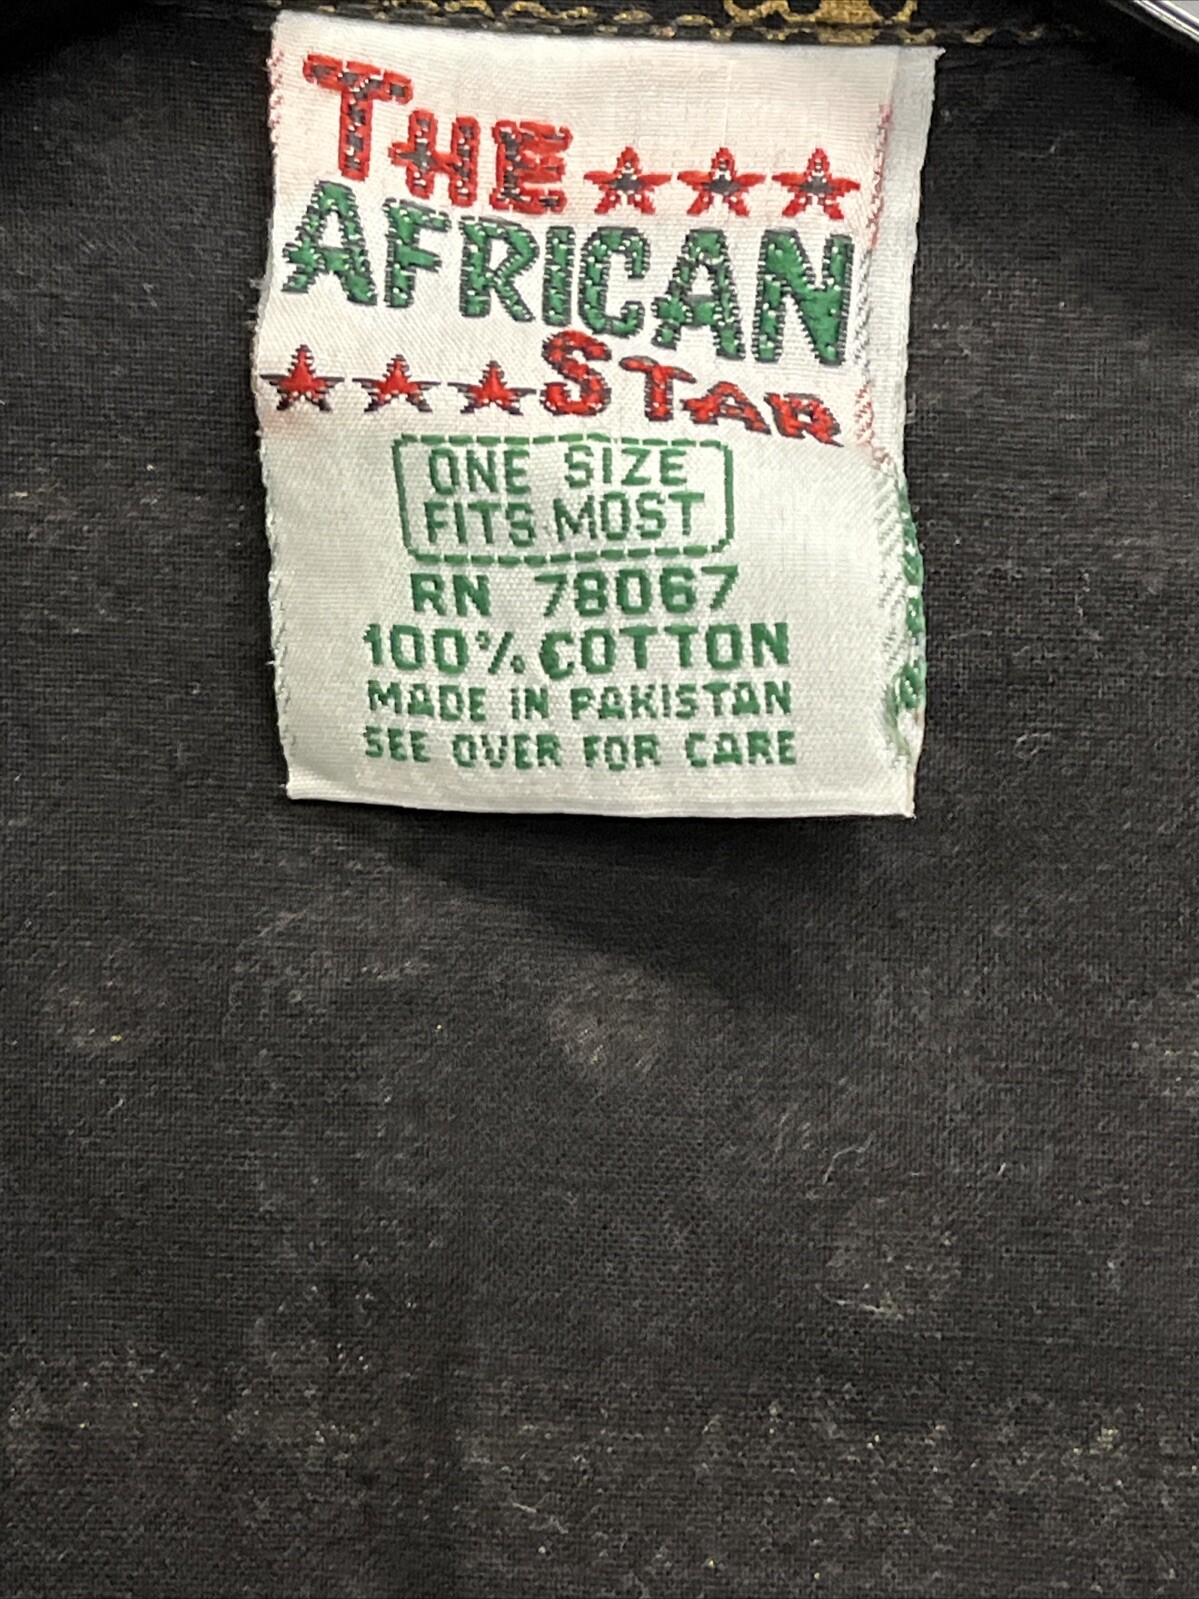 THE
AFRICAN
STAR
ONE SIZE
FITS MOST
RN 78067
100% COTTON
MADE IN PAKISTAN
SEE OVER FOR CARE